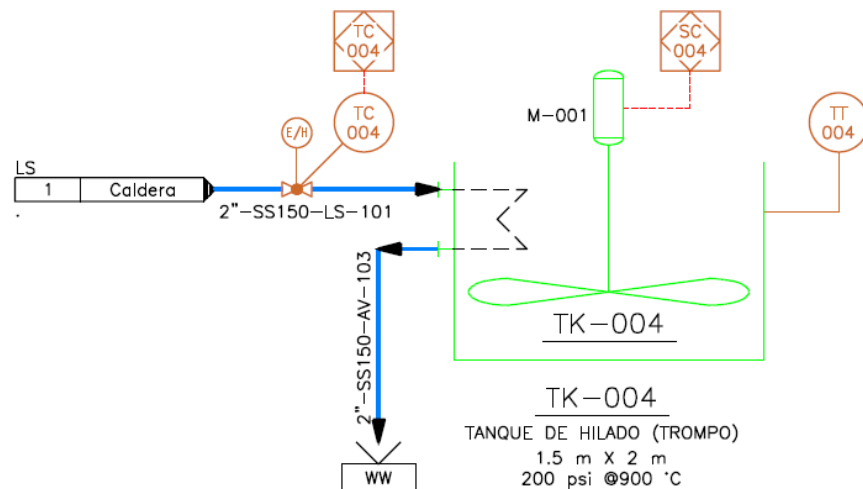 TC
004
SC
004
TC
004
E/H
M-001
TT
004
LS
1 Caldera
2"-SS150-LS-101
2"-SS150-AV-103
TK-004
TK-004
TANQUE DE HILADO (TROMPO)
1.5 m X 2 m
200 psi @900 °C
WW